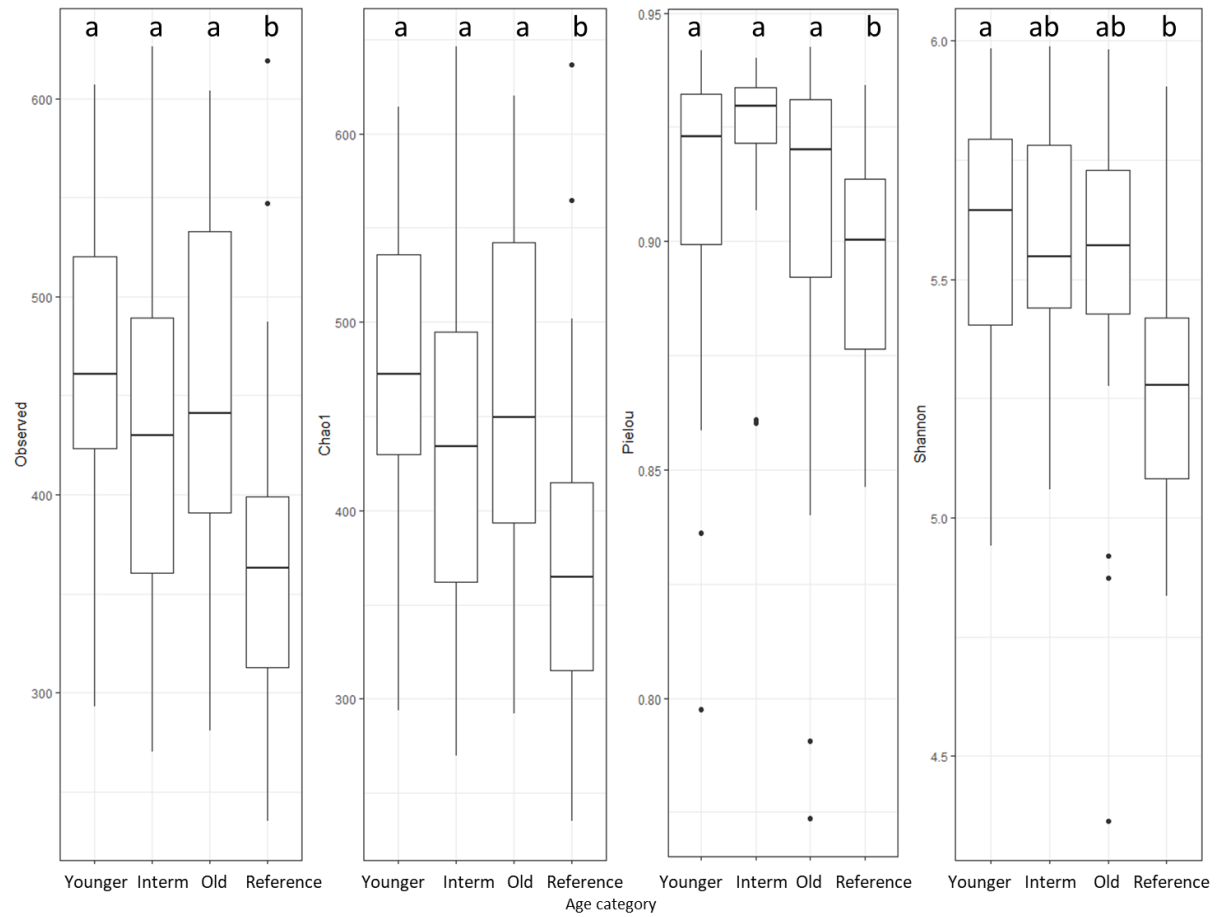 a a a b
a a a b
a a a b
a ab ab b
Observed
600
500
400
300
Chao1
600
500
400
300
Pielou
0.95
0.90
0.85
0.80
Shannon
6.0
5.5
5.0
4.5
Younger Interm Old Reference
Younger Interm Old Reference
Younger Interm Old Reference
Younger Interm Old Reference
Age category